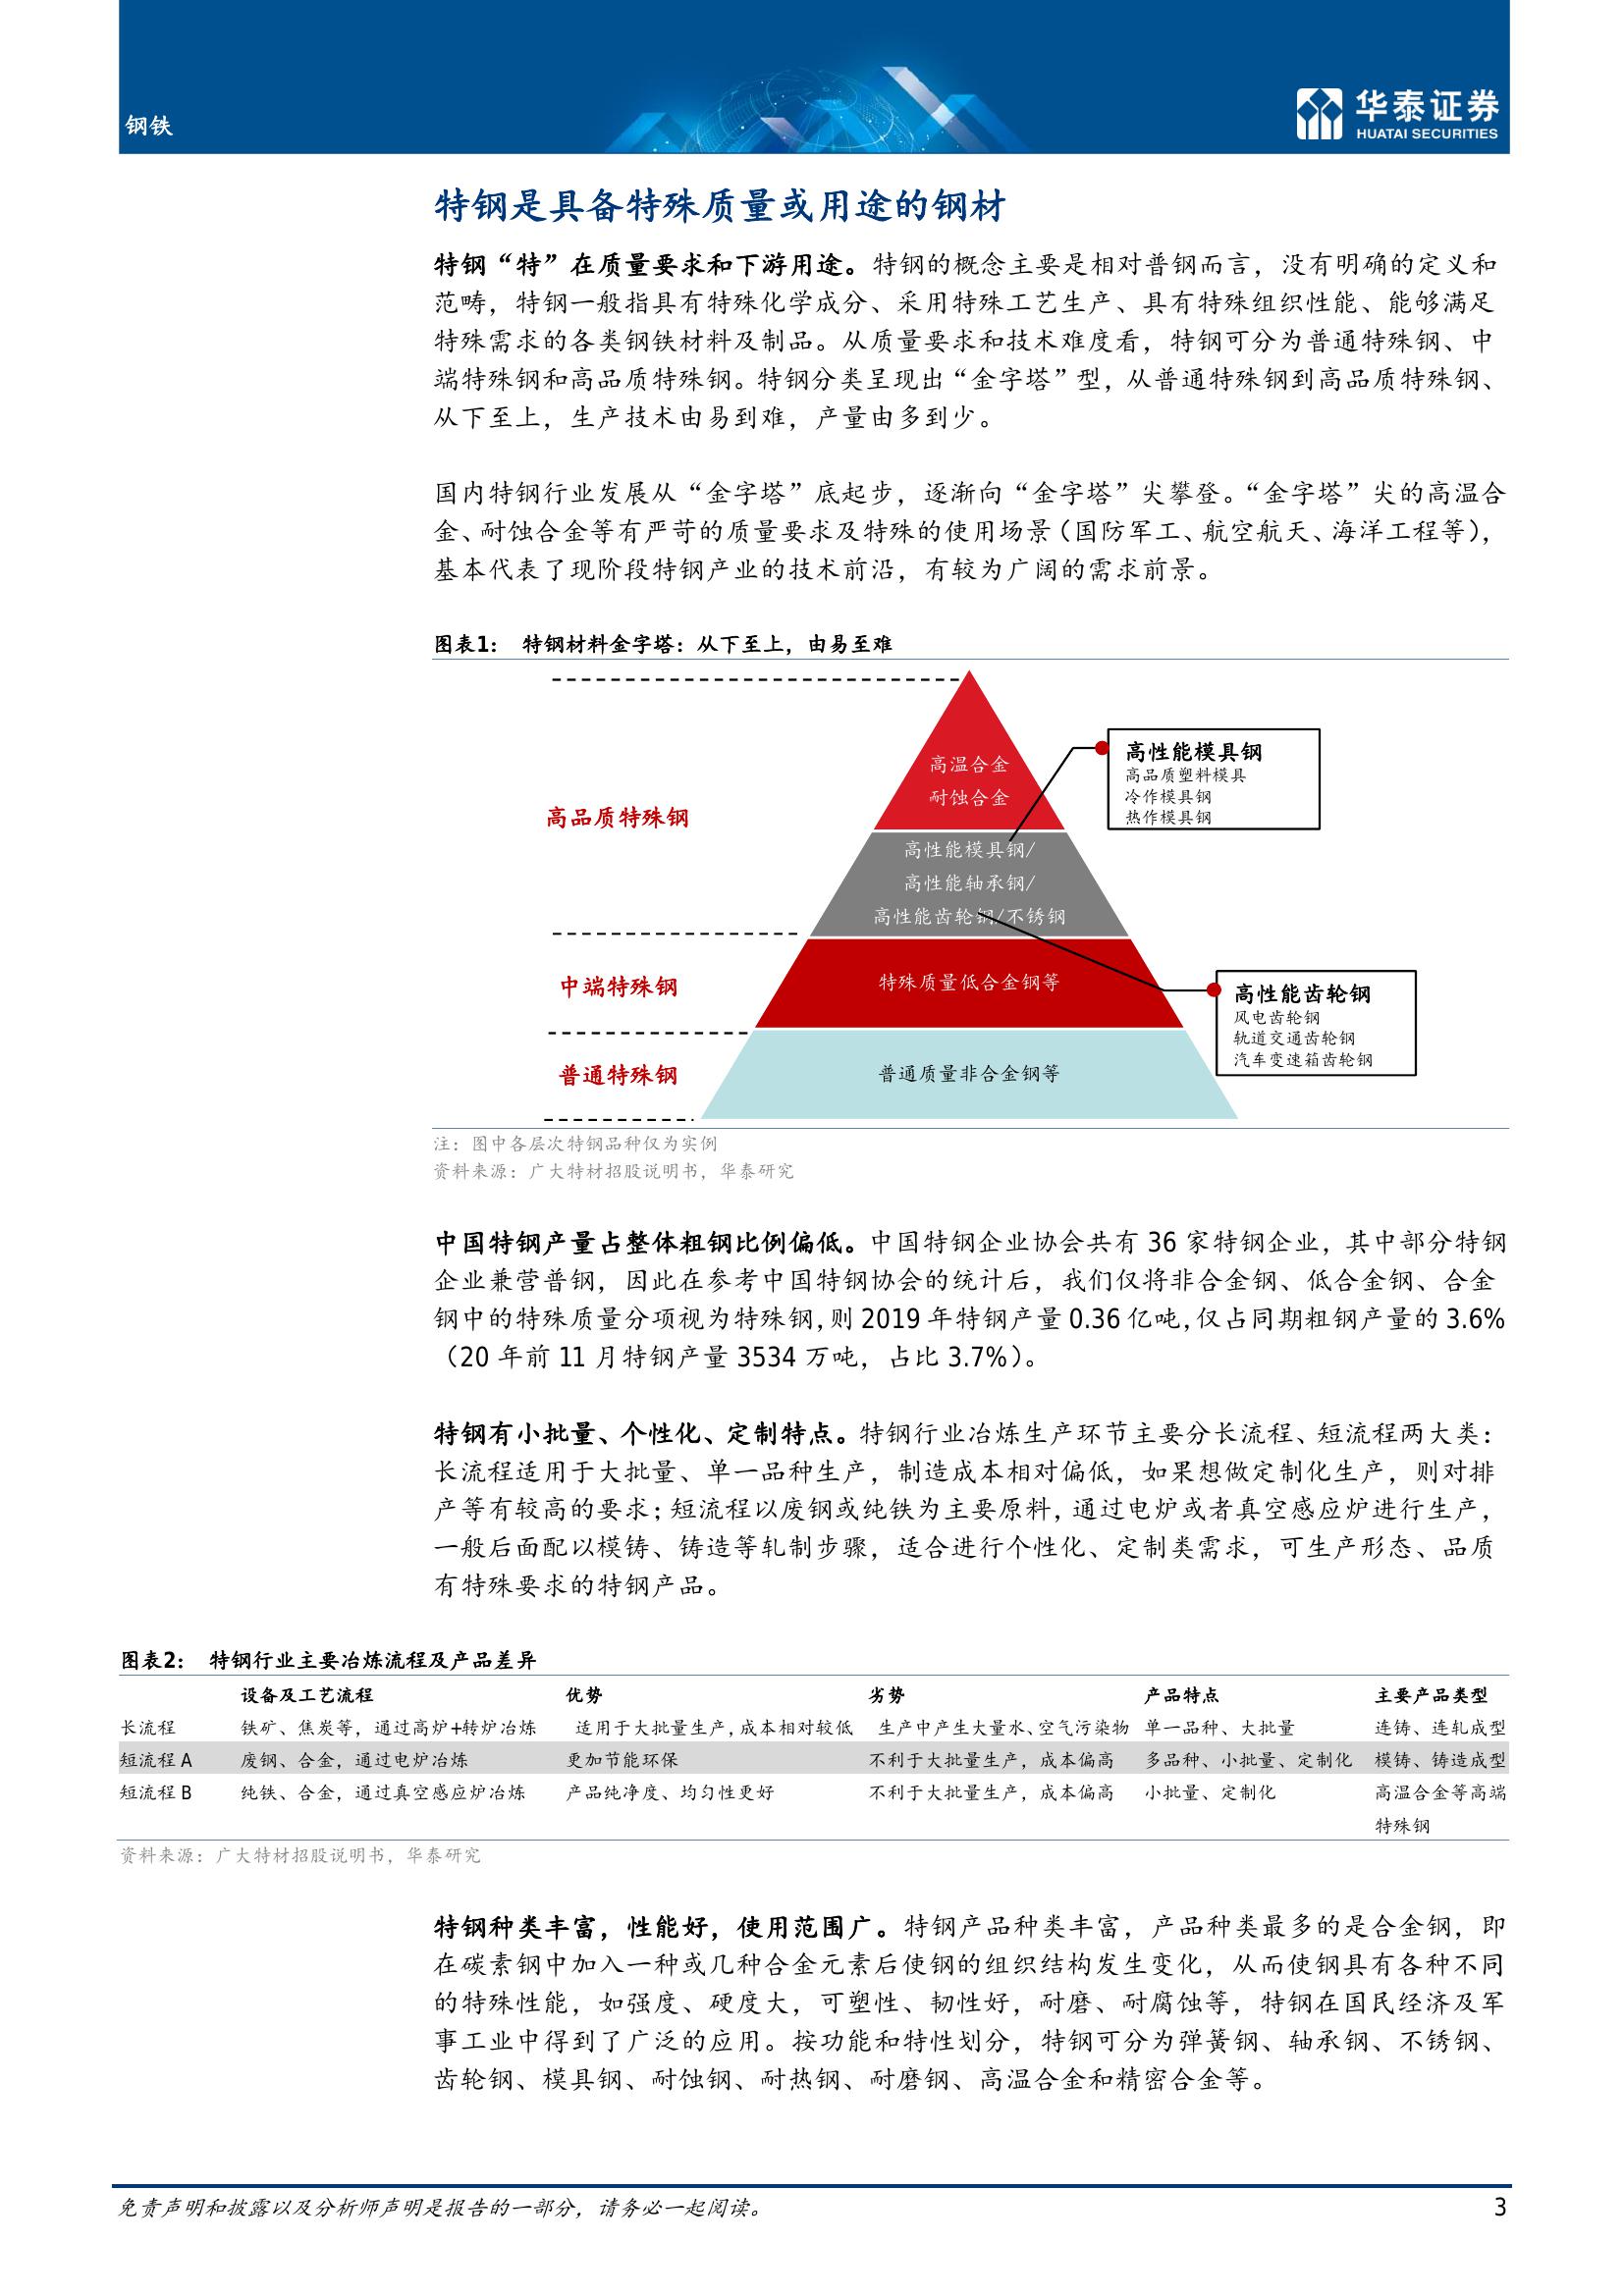 钢铁
华泰证券
HUATAI SECURITIES
特钢是具备特殊质量或用途的钢材
特钢“特”在质量要求和下游用途。特钢的概念主要是相对普钢而言，没有明确的定义和
范畴，特钢一般指具有特殊化学成分、采用特殊工艺生产、具有特殊组织性能、能够满足
特殊需求的各类钢铁材料及制品。从质量要求和技术难度看，特钢可分为普通特殊钢、中
端特殊钢和高品质特殊钢。特钢分类呈现出“金字塔”型，从普通特殊钢到高品质特殊钢、
从下至上，生产技术由易到难，产量由多到少。
国内特钢行业发展从“金字塔”底起步，逐渐向“金字塔”尖攀登。“金字塔”尖的高温合
金、耐蚀合金等有严苛的质量要求及特殊的使用场景（国防军工、航空航天、海洋工程等），
基本代表了现阶段特钢产业的技术前沿，有较为广阔的需求前景。
图表1： 特钢材料金字塔：从下至上，由易至难
高品质特殊钢
中端特殊钢
普通特殊钢
高温合金
耐蚀合金
高性能模具钢/
高性能轴承钢/
高性能齿轮钢/不锈钢
特殊质量低合金钢等
普通质量非合金钢等
高性能模具钢
高品质塑料模具
冷作模具钢
热作模具钢
高性能齿轮钢
风电齿轮钢
轨道交通齿轮钢
汽车变速箱齿轮钢
注：图中各层次特钢品种仅为实例
资料来源：广大特材招股说明书，华泰研究
中国特钢产量占整体粗钢比例偏低。中国特钢企业协会共有 36 家特钢企业，其中部分特钢
企业兼营普钢，因此在参考中国特钢协会的统计后，我们仅将非合金钢、低合金钢、合金
钢中的特殊质量分项视为特殊钢，则 2019 年特钢产量 0.36 亿吨，仅占同期粗钢产量的 3.6%
（20 年前 11 月特钢产量 3534 万吨，占比 3.7%）。
特钢有小批量、个性化、定制特点。特钢行业冶炼生产环节主要分长流程、短流程两大类：
长流程适用于大批量、单一品种生产，制造成本相对偏低，如果想做定制化生产，则对排
产等有较高的要求；短流程以废钢或纯铁为主要原料，通过电炉或者真空感应炉进行生产，
一般后面配以模铸、铸造等轧制步骤，适合进行个性化、定制类需求，可生产形态、品质
有特殊要求的特钢产品。
图表2： 特钢行业主要冶炼流程及产品差异
设备及工艺流程 优势 劣势 产品特点 主要产品类型
长流程 铁矿、焦炭等，通过高炉+转炉冶炼 适用于大批量生产，成本相对较低 生产中产生大量水、空气污染物 单一品种、大批量 连铸、连轧成型
短流程 A 废钢、合金，通过电炉冶炼 更加节能环保 不利于大批量生产，成本偏高 多品种、小批量、定制化 模铸、铸造成型
短流程 B 纯铁、合金，通过真空感应炉冶炼 产品纯净度、均匀性更好 不利于大批量生产，成本偏高 小批量、定制化 高温合金等高端
特殊钢
资料来源：广大特材招股说明书，华泰研究
特钢种类丰富，性能好，使用范围广。特钢产品种类丰富，产品种类最多的是合金钢，即
在碳素钢中加入一种或几种合金元素后使钢的组织结构发生变化，从而使钢具有各种不同
的特殊性能，如强度、硬度大，可塑性、韧性好，耐磨、耐腐蚀等，特钢在国民经济及军
事工业中得到了广泛的应用。按功能和特性划分，特钢可分为弹簧钢、轴承钢、不锈钢、
齿轮钢、模具钢、耐蚀钢、耐热钢、耐磨钢、高温合金和精密合金等。
免责声明和披露以及分析师声明是报告的一部分，请务必一起阅读。 3